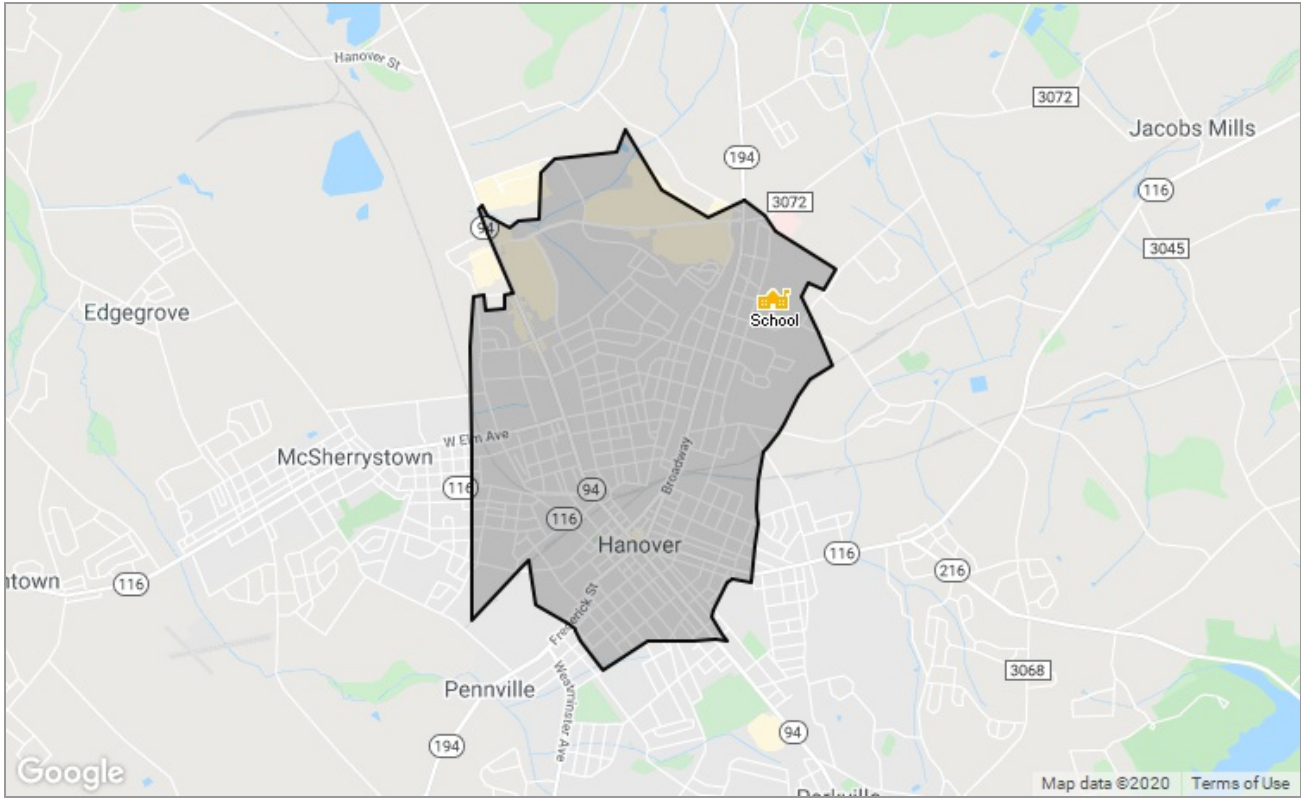 Hanover St
3072
Jacobs Mills
194
116
3072
94
3045
Edgegrove
School
W Elm Ave
McSherrystown
Broadway
116
94
116
Hanover
116
216
ntown
116
Frederick St
3068
Pennville
Westminster Ave
194
94
Google
Map data ©2020
Terms of Use